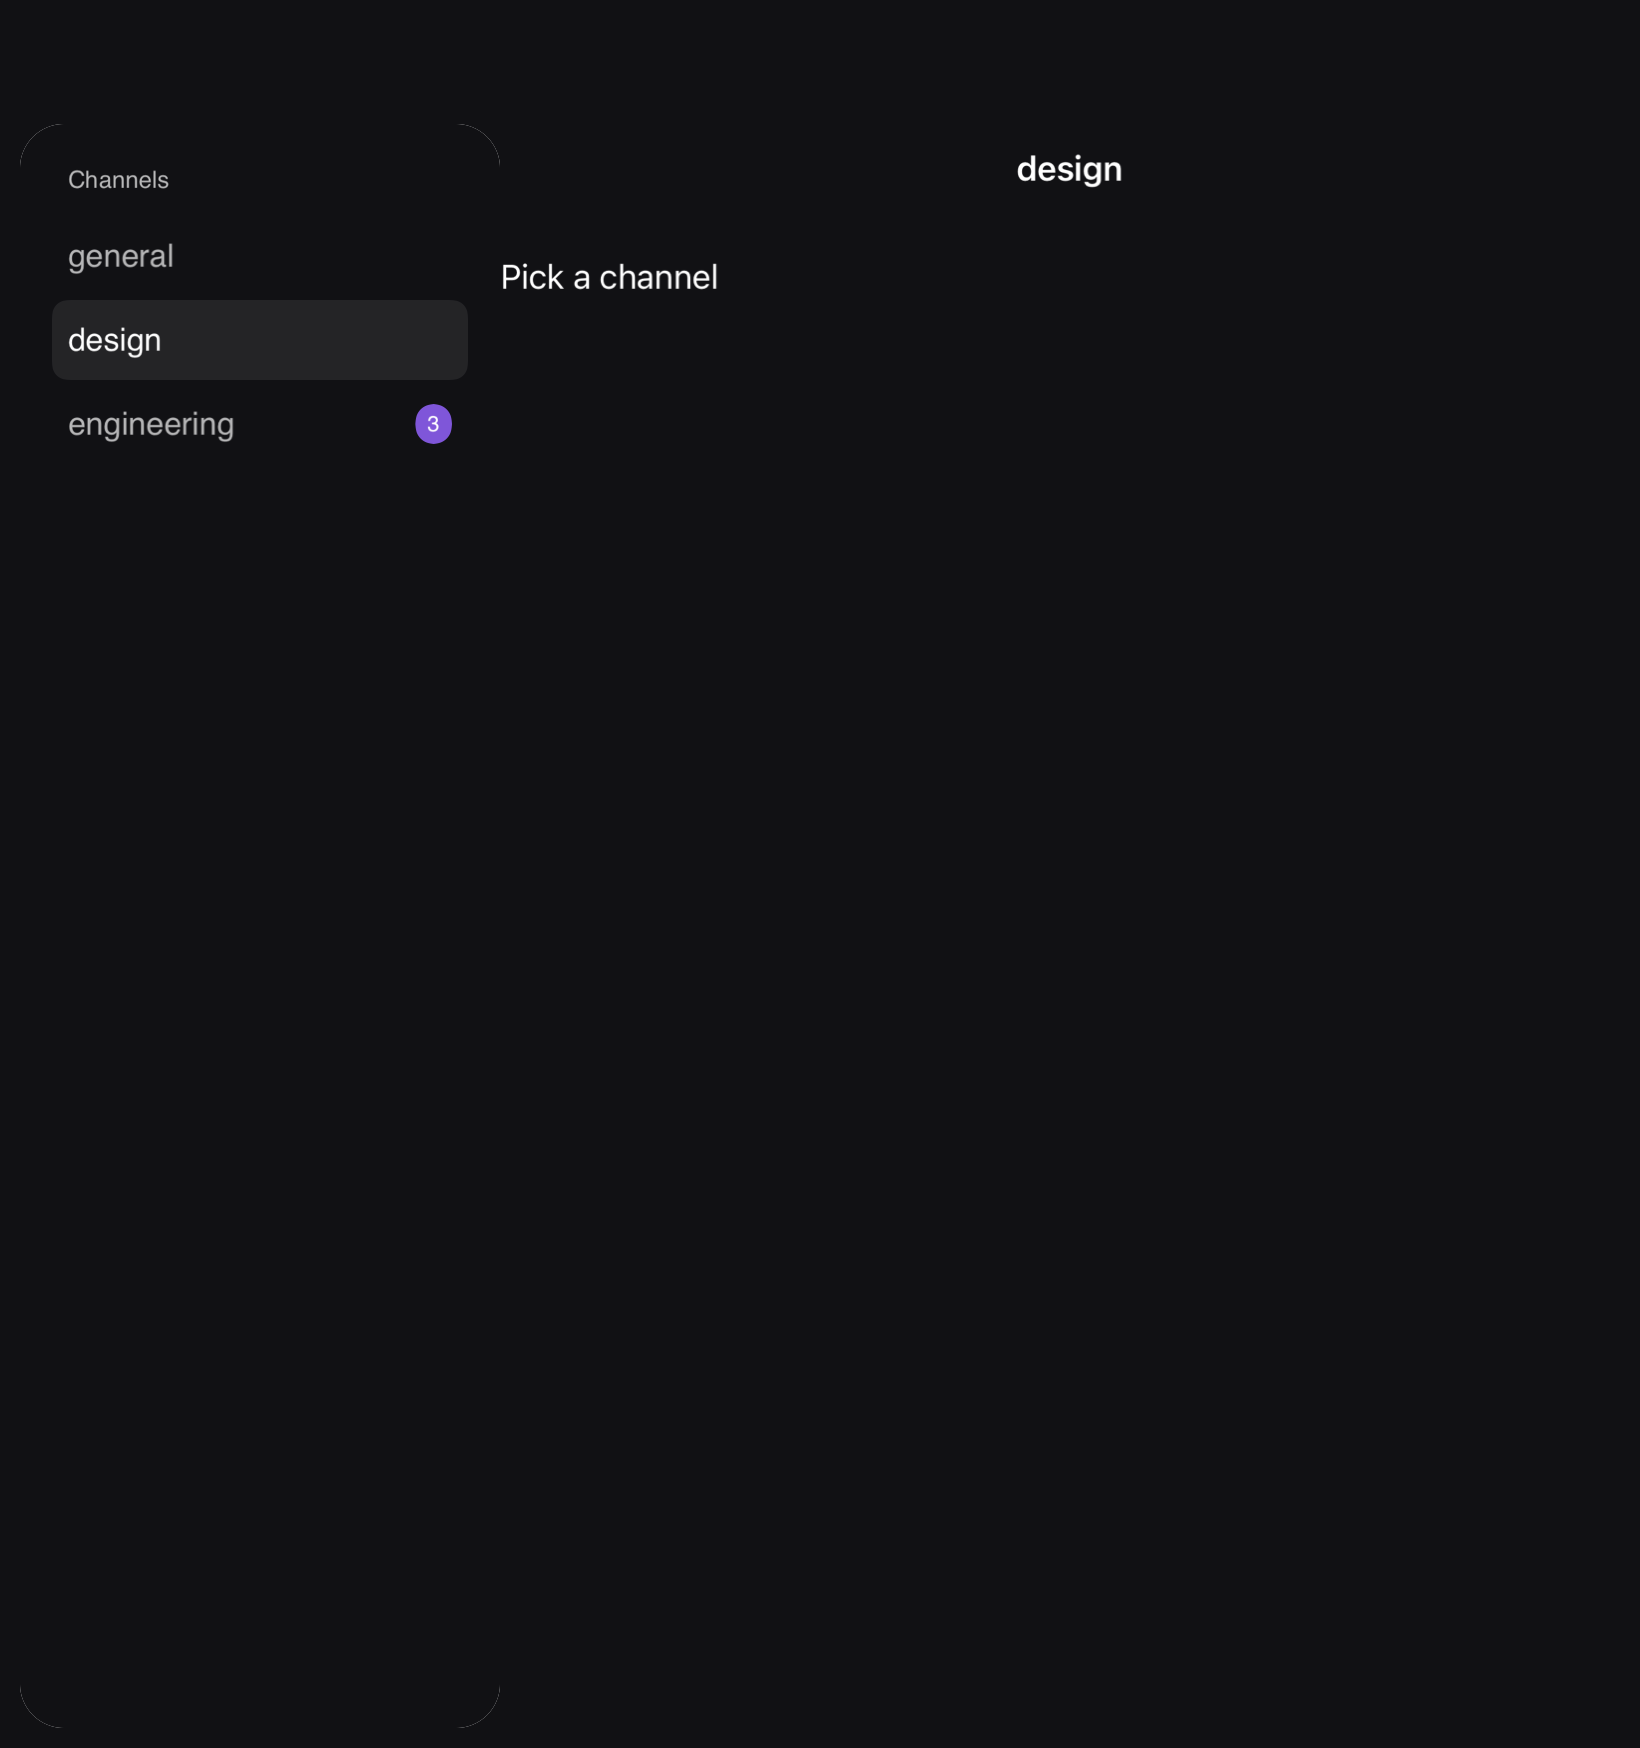 Channels
general
design
engineering 3
design
Pick a channel